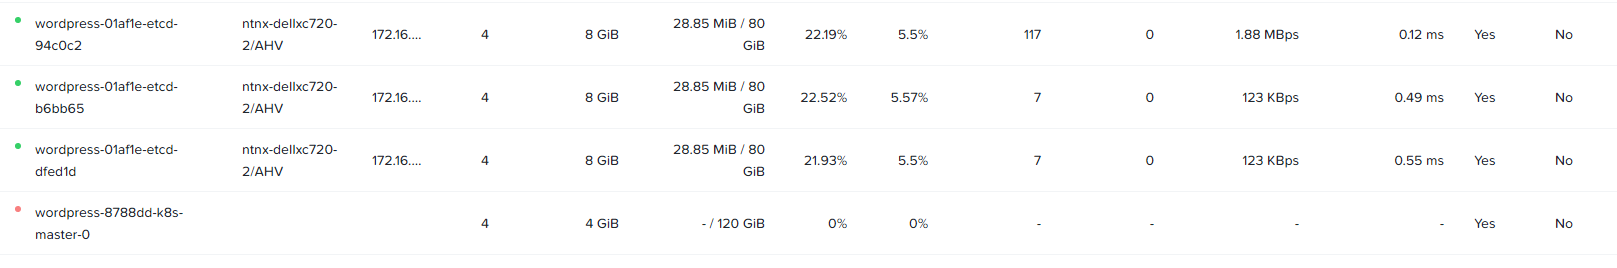 wordpress-01af1e-etcd- ntnx-dellxc720- 28.85 MiB / 80
172.16.... 4 8 GiB 22.19% 5.5% 117 0 1.88 MBps 0.12 ms Yes No
94c0c2 2/AHV GiB
wordpress-01af1e-etcd- ntnx-dellxc720- 28.85 MiB / 80
172.16.... 4 8 GiB 22.52% 5.57% 7 0 123 KBps 0.49 ms Yes No
b6bb65 2/AHV GiB
wordpress-01af1e-etcd- ntnx-dellxc720- 28.85 MiB / 80
172.16.... 4 8 GiB 21.93% 5.5% 7 0 123 KBps 0.55 ms Yes No
dfed1d 2/AHV GiB
wordpress-8788dd-k8s-
4 4 GiB - / 120 GiB 0% 0% - - - - Yes No
master-0